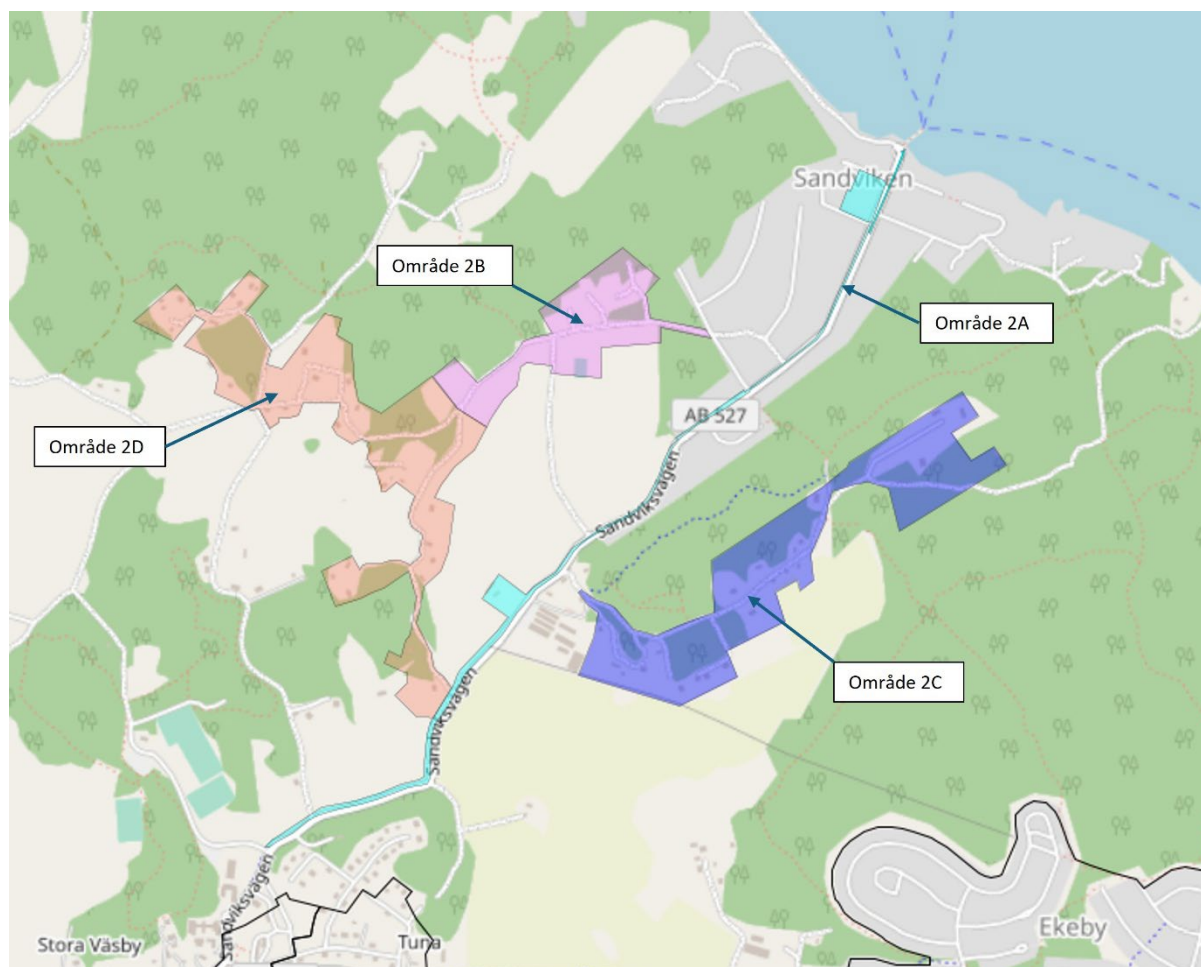 Sandviken
Område 2B
Område 2A
AB 527
Område 2D
Sandviksvägen
Område 2C
Sandviksvägen
Sandviksvägen
Ekeby
Stora Väsby
Tuna